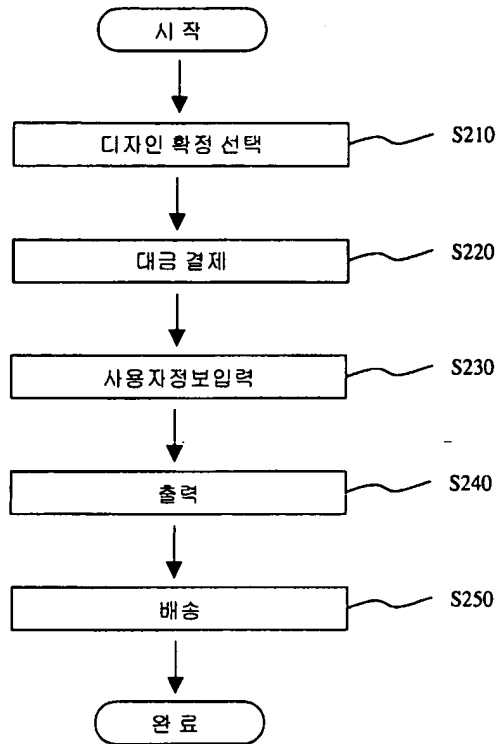 시 작
디자인 확정 선택 S210
대금 결제 S220
사용자정보입력 S230
출력 S240
배송 S250
완 료